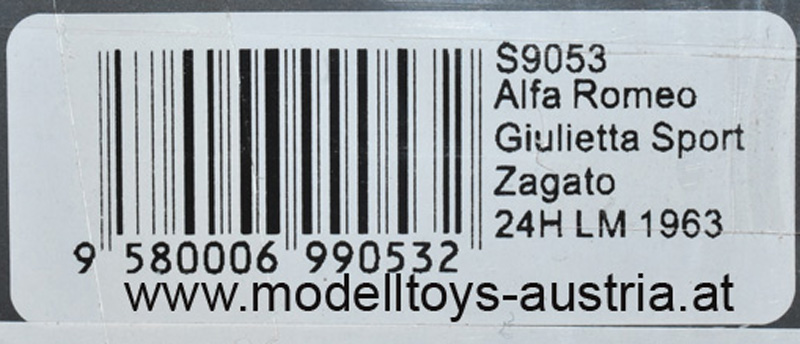 S9053
Alfa Romeo
Giulietta Sport
Zagato
24H LM 1963
9 580006 990532
www.modelltoys-austria.at